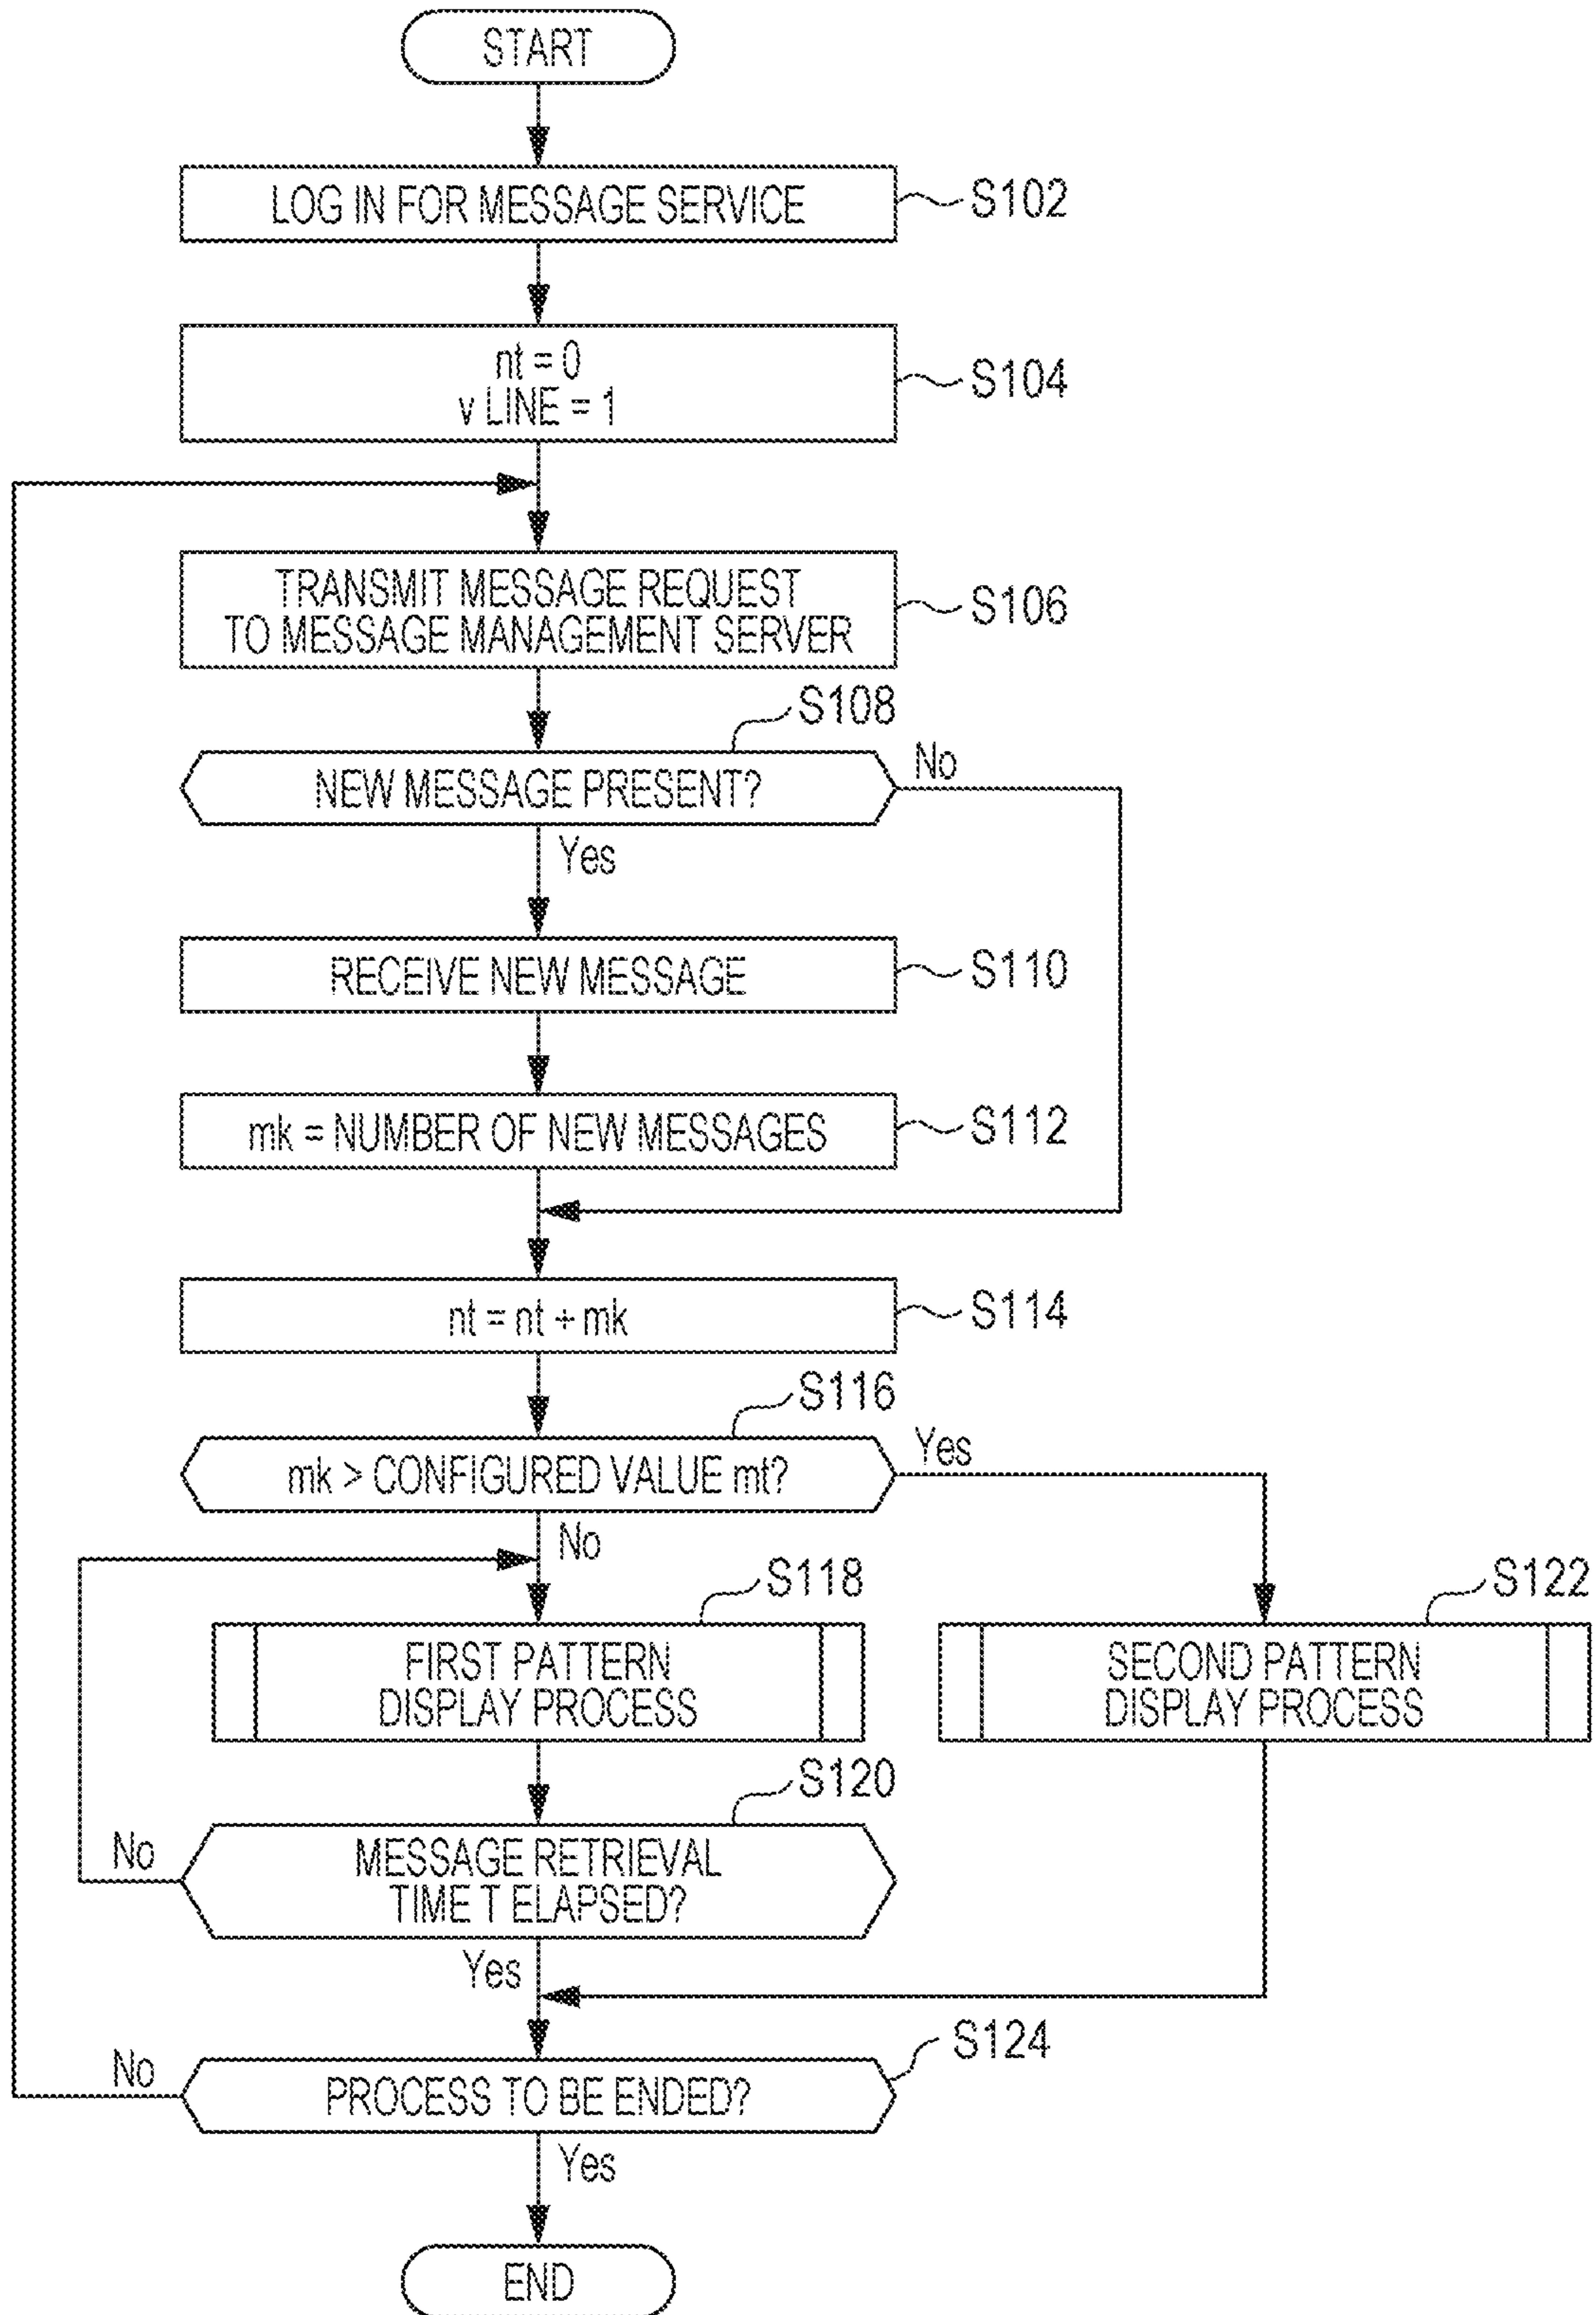 START
LOG IN FOR MESSAGE SERVICE
S102
nt = 0
v LINE = 1
S104
TRANSMIT MESSAGE REQUEST
TO MESSAGE MANAGEMENT SERVER
S106
S108
NEW MESSAGE PRESENT?
No
Yes
RECEIVE NEW MESSAGE
S110
mk = NUMBER OF NEW MESSAGES
S112
nt = nt + mk
S114
S116
mk > CONFIGURED VALUE mt?
Yes
No
S118
FIRST PATTERN
DISPLAY PROCESS
S122
SECOND PATTERN
DISPLAY PROCESS
S120
No
MESSAGE RETRIEVAL
TIME T ELAPSED?
Yes
S124
No
PROCESS TO BE ENDED?
Yes
END